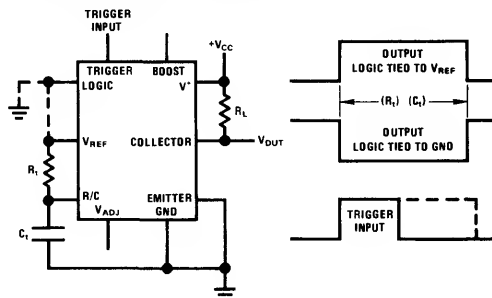 TRIGGER
INPUT
+VCC
TRIGGER
BOOST
LOGIC
V+
RL
VREF
COLLECTOR
VOUT
Rt
R/C
EMITTER
VADJ
GND
Ct
OUTPUT
LOGIC TIED TO VREF
(Rt) (Ct)
OUTPUT
LOGIC TIED TO GND
TRIGGER
INPUT